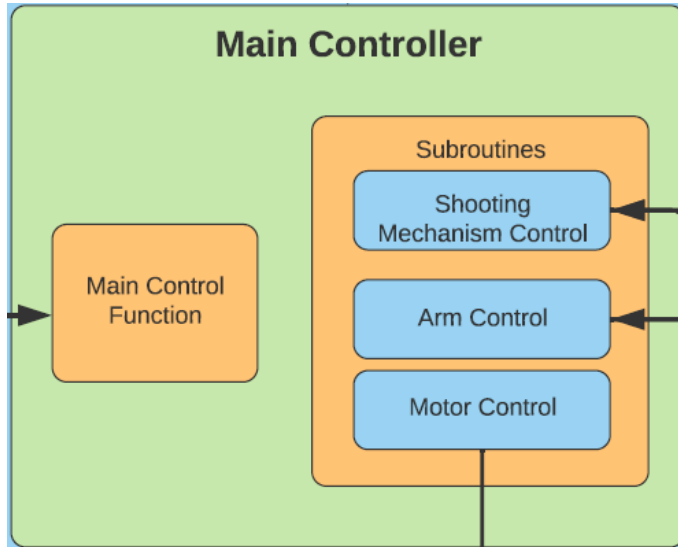 Main Controller
Subroutines
Shooting
Mechanism Control
Main Control
Function
Arm Control
Motor Control